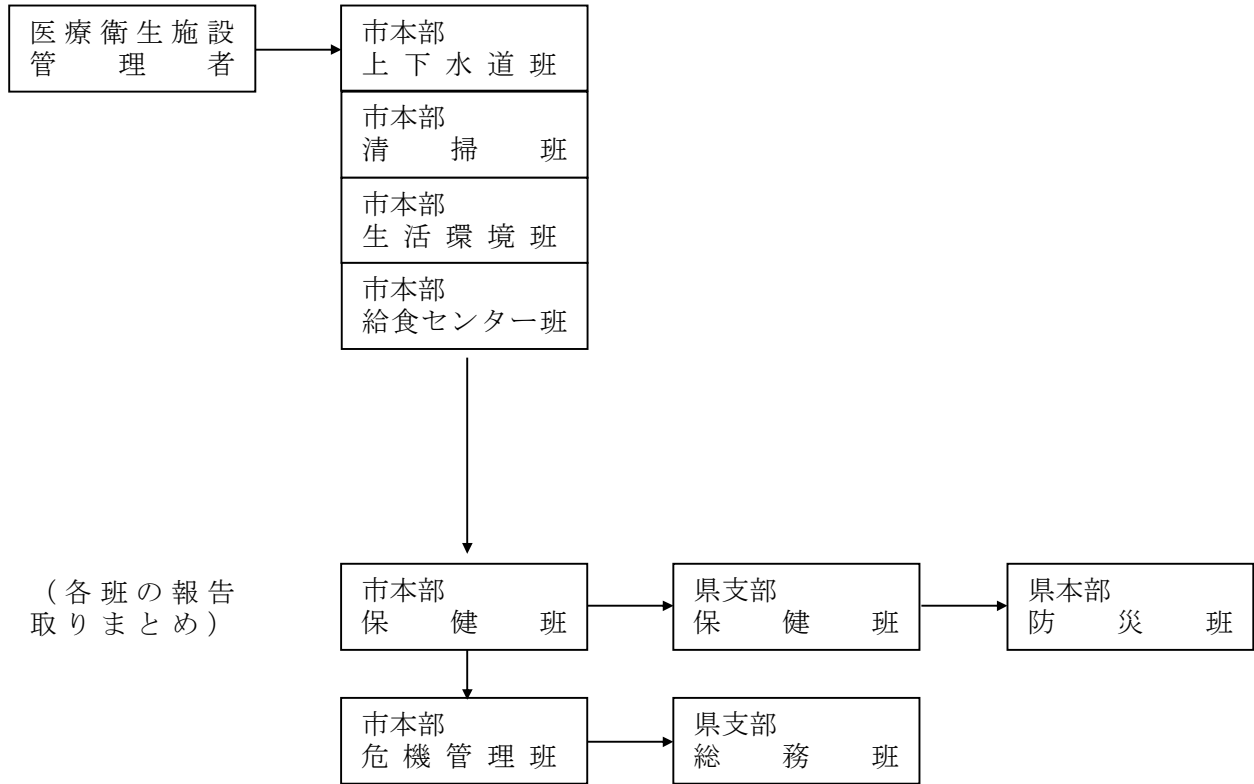 医療衛生施設
管理者
市本部
上下水道班
市本部
清掃班
市本部
生活環境班
市本部
給食センター班
（各班の報告
取りまとめ）
市本部
保健班
県支部
保健班
県本部
防災班
市本部
危機管理班
県支部
総務班